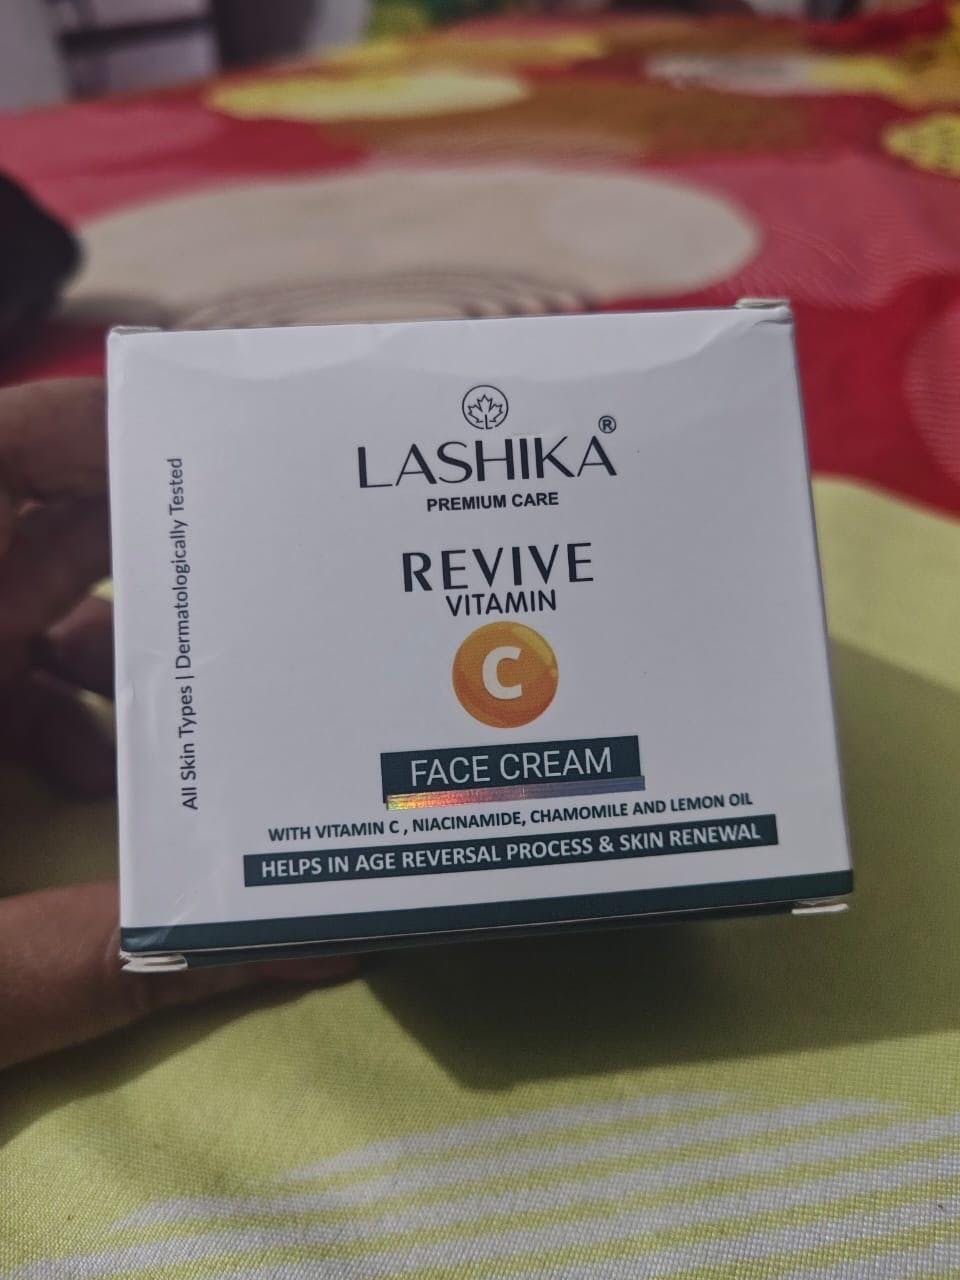 LASHIKA®
PREMIUM CARE
REVIVE
VITAMIN
C
FACE CREAM
WITH VITAMIN C , NIACINAMIDE, CHAMOMILE AND LEMON OIL
HELPS IN AGE REVERSAL PROCESS & SKIN RENEWAL
All Skin Types | Dermatologically Tested